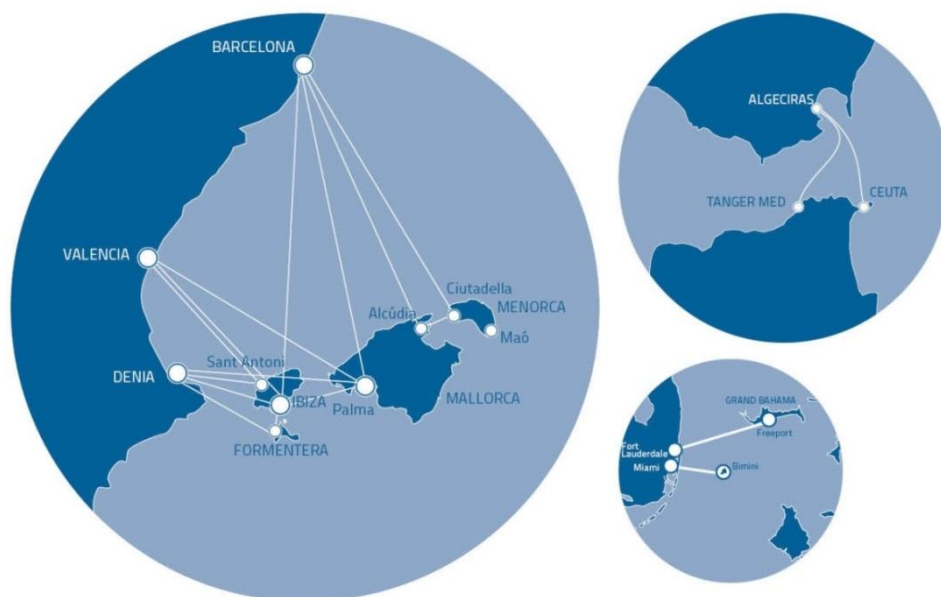 BARCELONA
VALENCIA
Ciutadella
Alcúdia
MENORCA
Maó
Sant Antoni
DENIA
IBIZA
Palma
MALLORCA
FORMENTERA
ALGECIRAS
TANGER MED
CEUTA
GRAND BAHAMA
Freeport
Fort
Lauderdale
Miami
Bimini